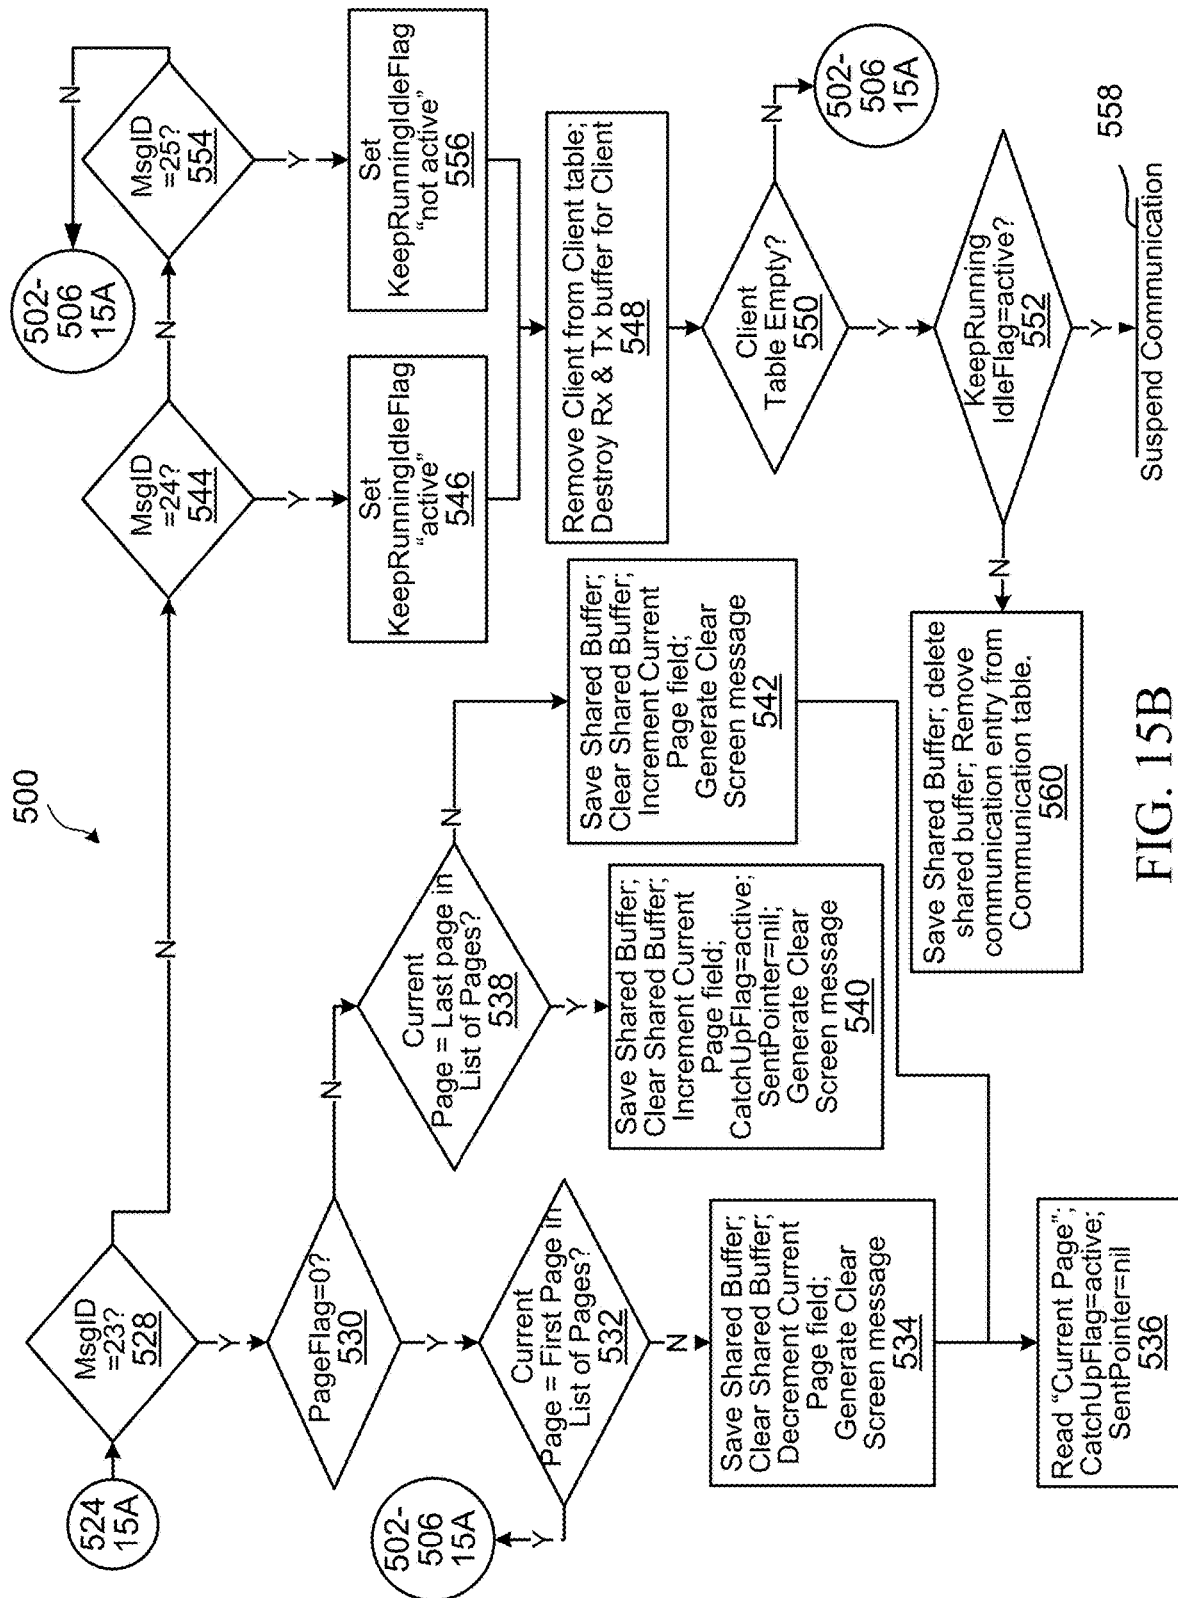 500
524
15A
MsgID
=23?
528
Y
N
PageFlag=0?
530
Y
N
Current
Page = First Page in
List of Pages?
532
Y
502-
506
15A
N
Save Shared Buffer;
Clear Shared Buffer;
Decrement Current
Page field;
Generate Clear
Screen message
534
Read "Current Page";
CatchUpFlag=active;
SentPointer=nil
536
Current
Page = Last page in
List of Pages?
538
Y
N
Save Shared Buffer;
Clear Shared Buffer;
Increment Current
Page field;
CatchUpFlag=active;
SentPointer=nil;
Generate Clear
Screen message
540
Save Shared Buffer;
Clear Shared Buffer;
Increment Current
Page field;
Generate Clear
Screen message
542
MsgID
=24?
544
Y
N
Set
KeepRunningIdleFlag
"active"
546
MsgID
=25?
554
N
502-
506
15A
Y
Set
KeepRunningIdleFlag
"not active"
556
Remove Client from Client table;
Destroy Rx & Tx buffer for Client
548
Client
Table Empty?
550
N
502-
506
15A
Y
KeepRunning
IdleFlag=active?
552
N
Y
Save Shared Buffer; delete
shared buffer; Remove
communication entry from
Communication table.
560
Suspend Communication
558
FIG. 15B